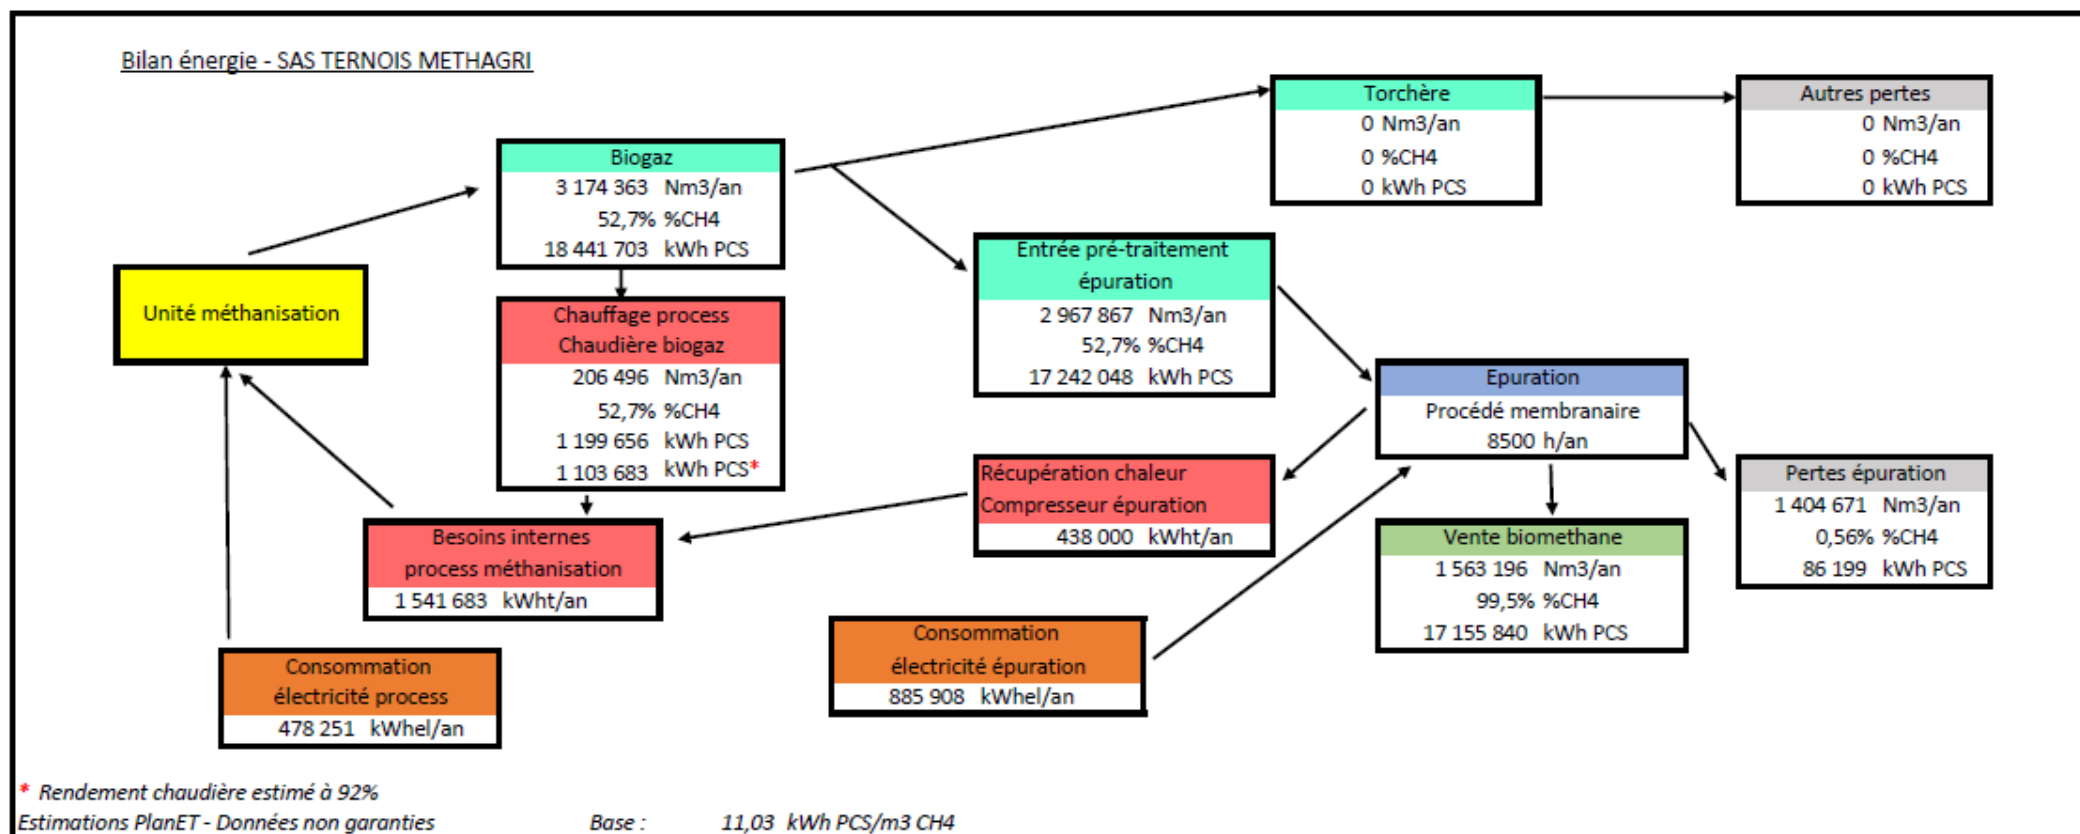 Bilan énergie - SAS TERNOIS METHAGRI
Torchère
0 Nm3/an
0 %CH4
0 kWh PCS
Autres pertes
0 Nm3/an
0 %CH4
0 kWh PCS
Biogaz
3 174 363 Nm3/an
52,7% %CH4
18 441 703 kWh PCS
Entrée pré-traitement
épuration
2 967 867 Nm3/an
52,7% %CH4
17 242 048 kWh PCS
Unité méthanisation
Chauffage process
Chaudière biogaz
206 496 Nm3/an
52,7% %CH4
1 199 656 kWh PCS
1 103 683 kWh PCS*
Epuration
Procédé membranaire
8500 h/an
Récupération chaleur
Compresseur épuration
438 000 kWht/an
Pertes épuration
1 404 671 Nm3/an
0,56% %CH4
86 199 kWh PCS
Besoins internes
process méthanisation
1 541 683 kWht/an
Vente biomethane
1 563 196 Nm3/an
99,5% %CH4
17 155 840 kWh PCS
Consommation
électricité épuration
885 908 kWhel/an
Consommation
électricité process
478 251 kWhel/an
* Rendement chaudière estimé à 92%
Estimations PlanET - Données non garanties Base : 11,03 kWh PCS/m3 CH4